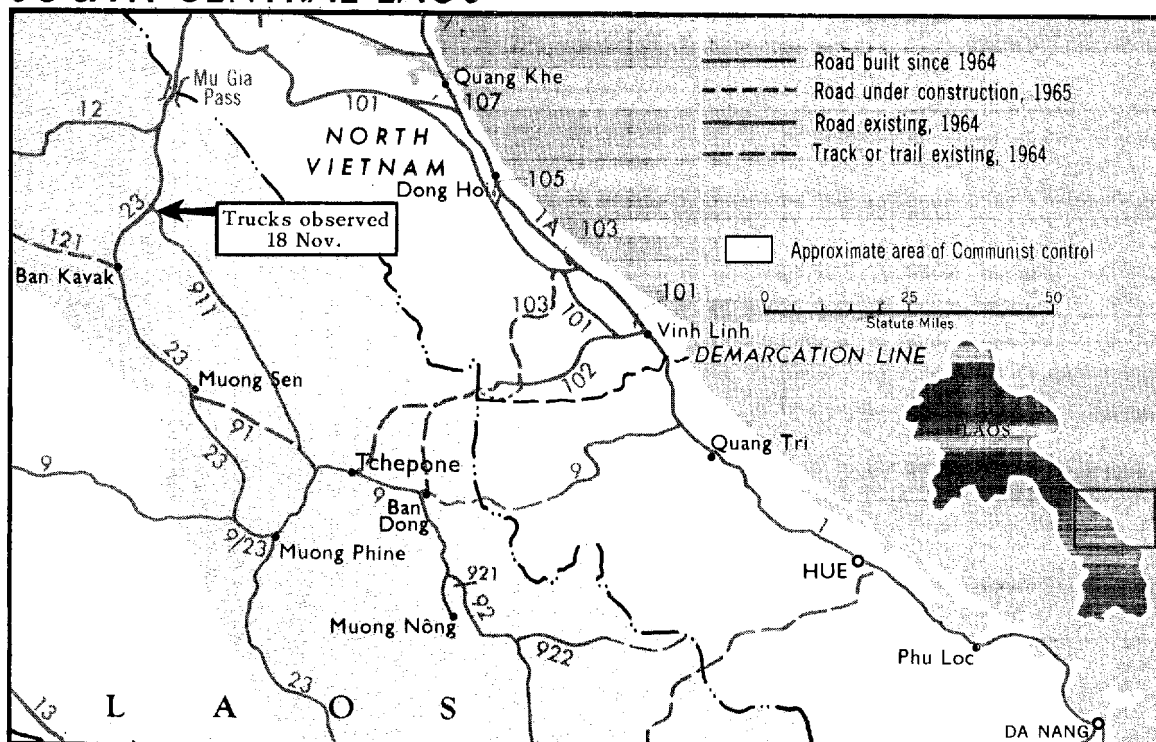 SOUTH CENTRAL LAOS
Mu Gia
Pass
12
101
Quang Khe
107
NORTH
VIETNAM
105
Dong Hoi
1A
103
Road built since 1964
Road under construction, 1965
Road existing, 1964
Track or trail existing, 1964
Approximate area of Communist control
0 25 50
Statute Miles
23
Trucks observed
18 Nov.
121
Ban Kavak
911
103
101
101
Vinh Linh
DEMARCATION LINE
102
23
Muong Sen
91
23
9
Tchepone
9
Ban
Dong
9
Quang Tri
LAOS
9/23
Muong Phine
1
HUE
921
92
Muong Nông
922
Phu Loc
23
13
LAOS
DA NANG